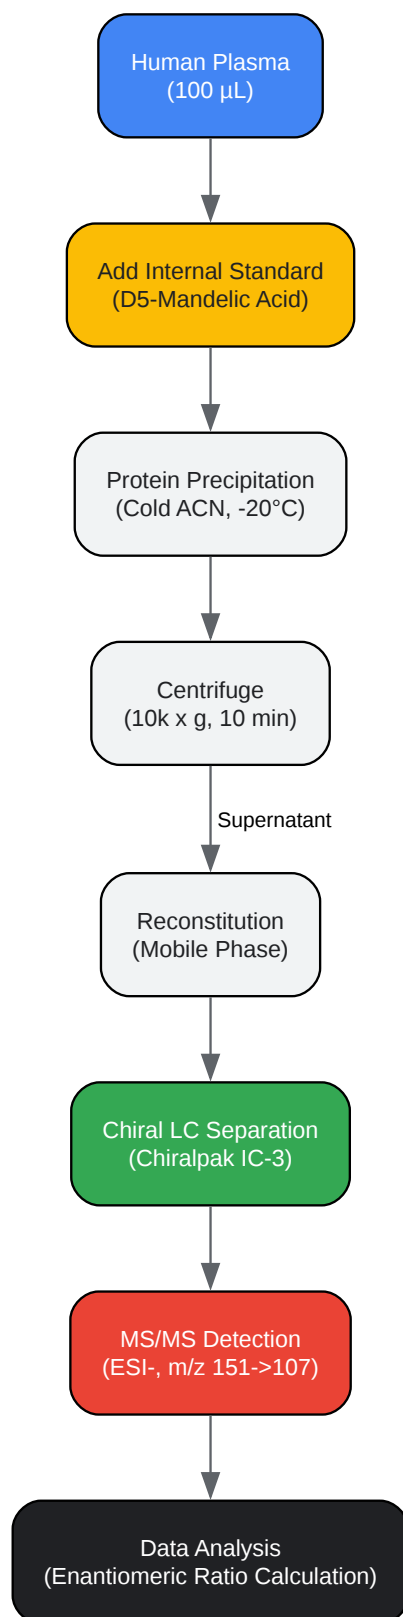 Human Plasma
(100 µL)
Add Internal Standard
(D5-Mandelic Acid)
Protein Precipitation
(Cold ACN, -20°C)
Centrifuge
(10k x g, 10 min)
Supernatant
Reconstitution
(Mobile Phase)
Chiral LC Separation
(Chiralpak IC-3)
MS/MS Detection
(ESI-, m/z 151->107)
Data Analysis
(Enantiomeric Ratio Calculation)